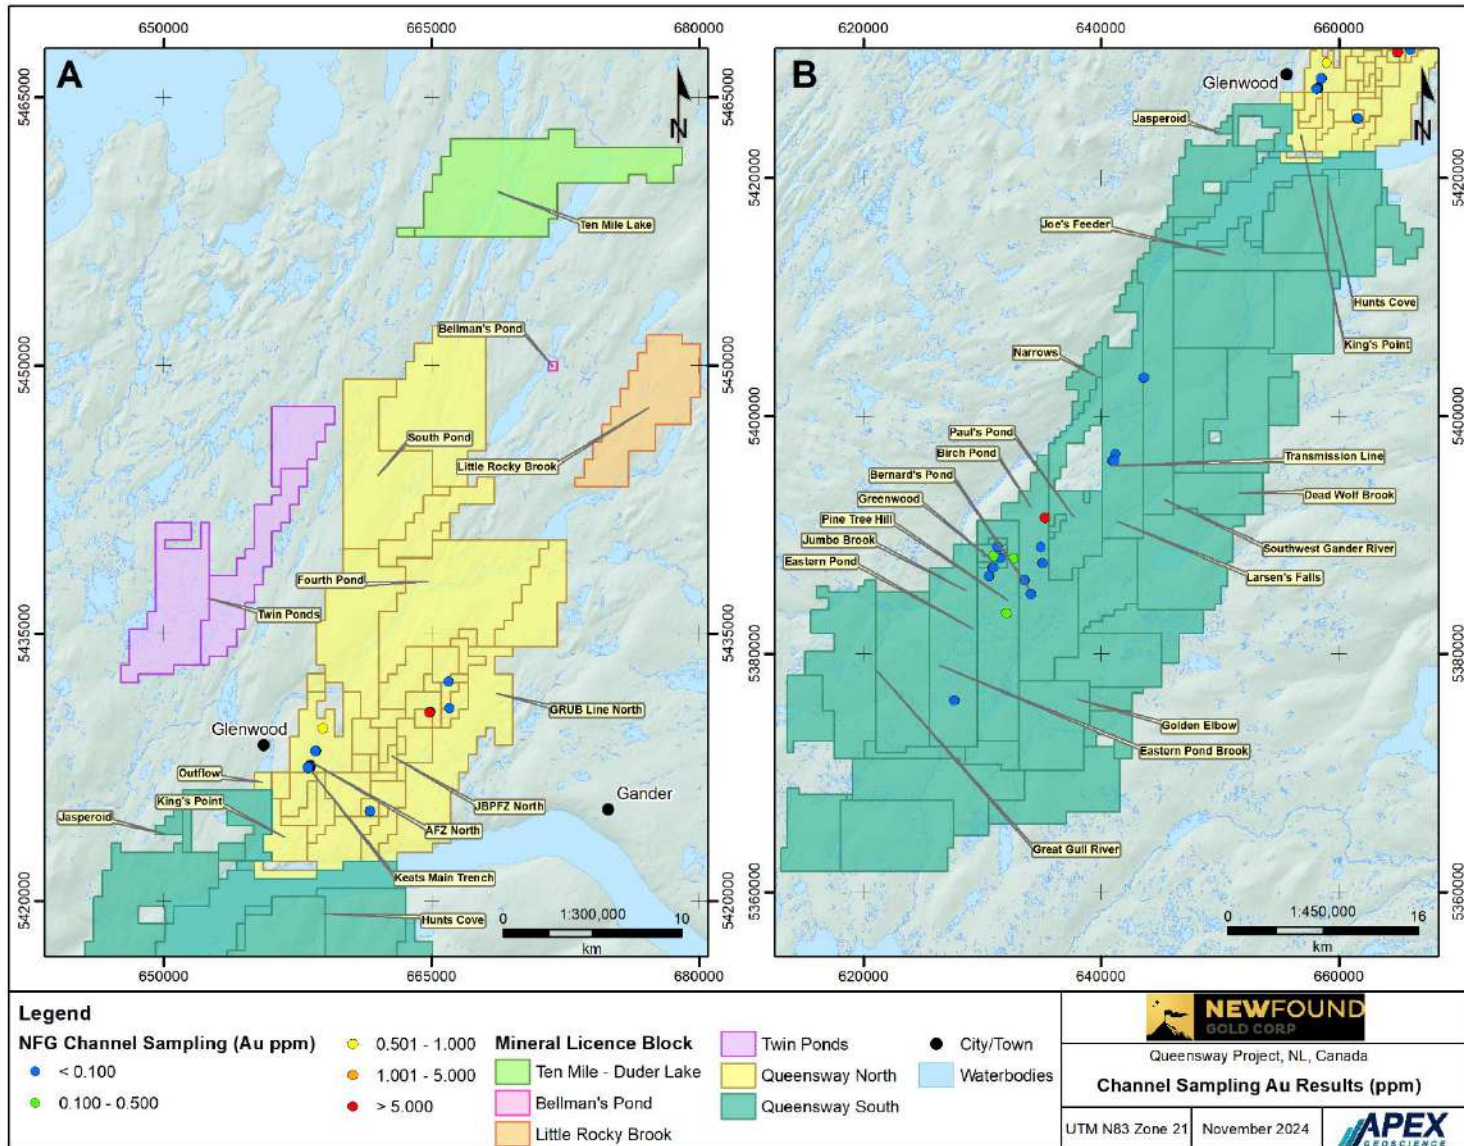 650000 665000 680000
620000 640000 660000
A
N
5465000
Ten Mile Lake
Bellman's Pond
5450000
South Pond
Little Rocky Brook
Fourth Pond
Twin Ponds
5435000
GRUB Line North
Glenwood
Outflow
King's Point
Jasperoid
JBPFZ North
AFZ North
Gander
Keats Main Trench
5420000
Hunts Cove
0 1:300,000 10
km
650000 665000 680000
B
N
Glenwood
Jasperoid
5420000
Joe's Feeder
Hunts Cove
King's Point
Narrows
5400000
Paul's Pond
Birch Pond
Bernard's Pond
Greenwood
Pine Tree Hill
Jumbo Brook
Eastern Pond
Transmission Line
Dead Wolf Brook
Southwest Gander River
Larsen's Falls
5380000
Golden Elbow
Eastern Pond Brook
Great Gull River
5360000
0 1:450,000 16
km
620000 640000 660000
Legend
NFG Channel Sampling (Au ppm)
< 0.100
0.100 - 0.500
0.501 - 1.000
1.001 - 5.000
> 5.000
Mineral Licence Block
Ten Mile - Duder Lake
Bellman's Pond
Little Rocky Brook
Twin Ponds
Queensway North
Queensway South
City/Town
Waterbodies
NEWFOUND
GOLD CORP
Queensway Project, NL, Canada
Channel Sampling Au Results (ppm)
UTM N83 Zone 21
November 2024
APEX
GEOSCIENCE